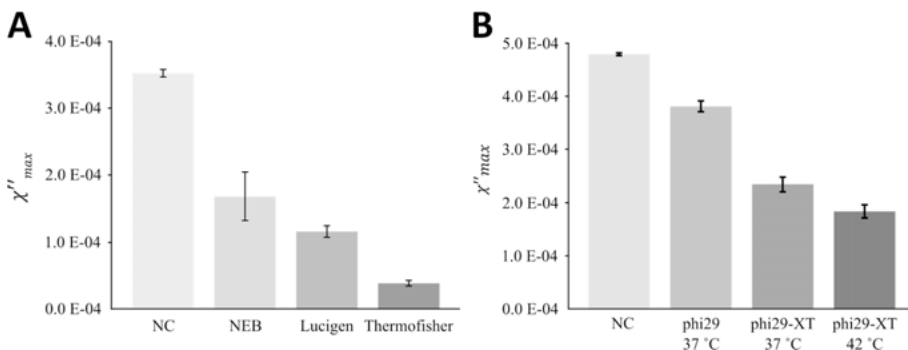 A
4.0 E-04
3.0 E-04
2.0 E-04
1.0 E-04
0.0 E-04
χ''max
NC NEB Lucigen Thermofisher
B
5.0 E-04
4.0 E-04
3.0 E-04
2.0 E-04
1.0 E-04
0.0 E-04
χ''max
NC phi29 phi29-XT phi29-XT
37 ˚C 37 ˚C 42 ˚C